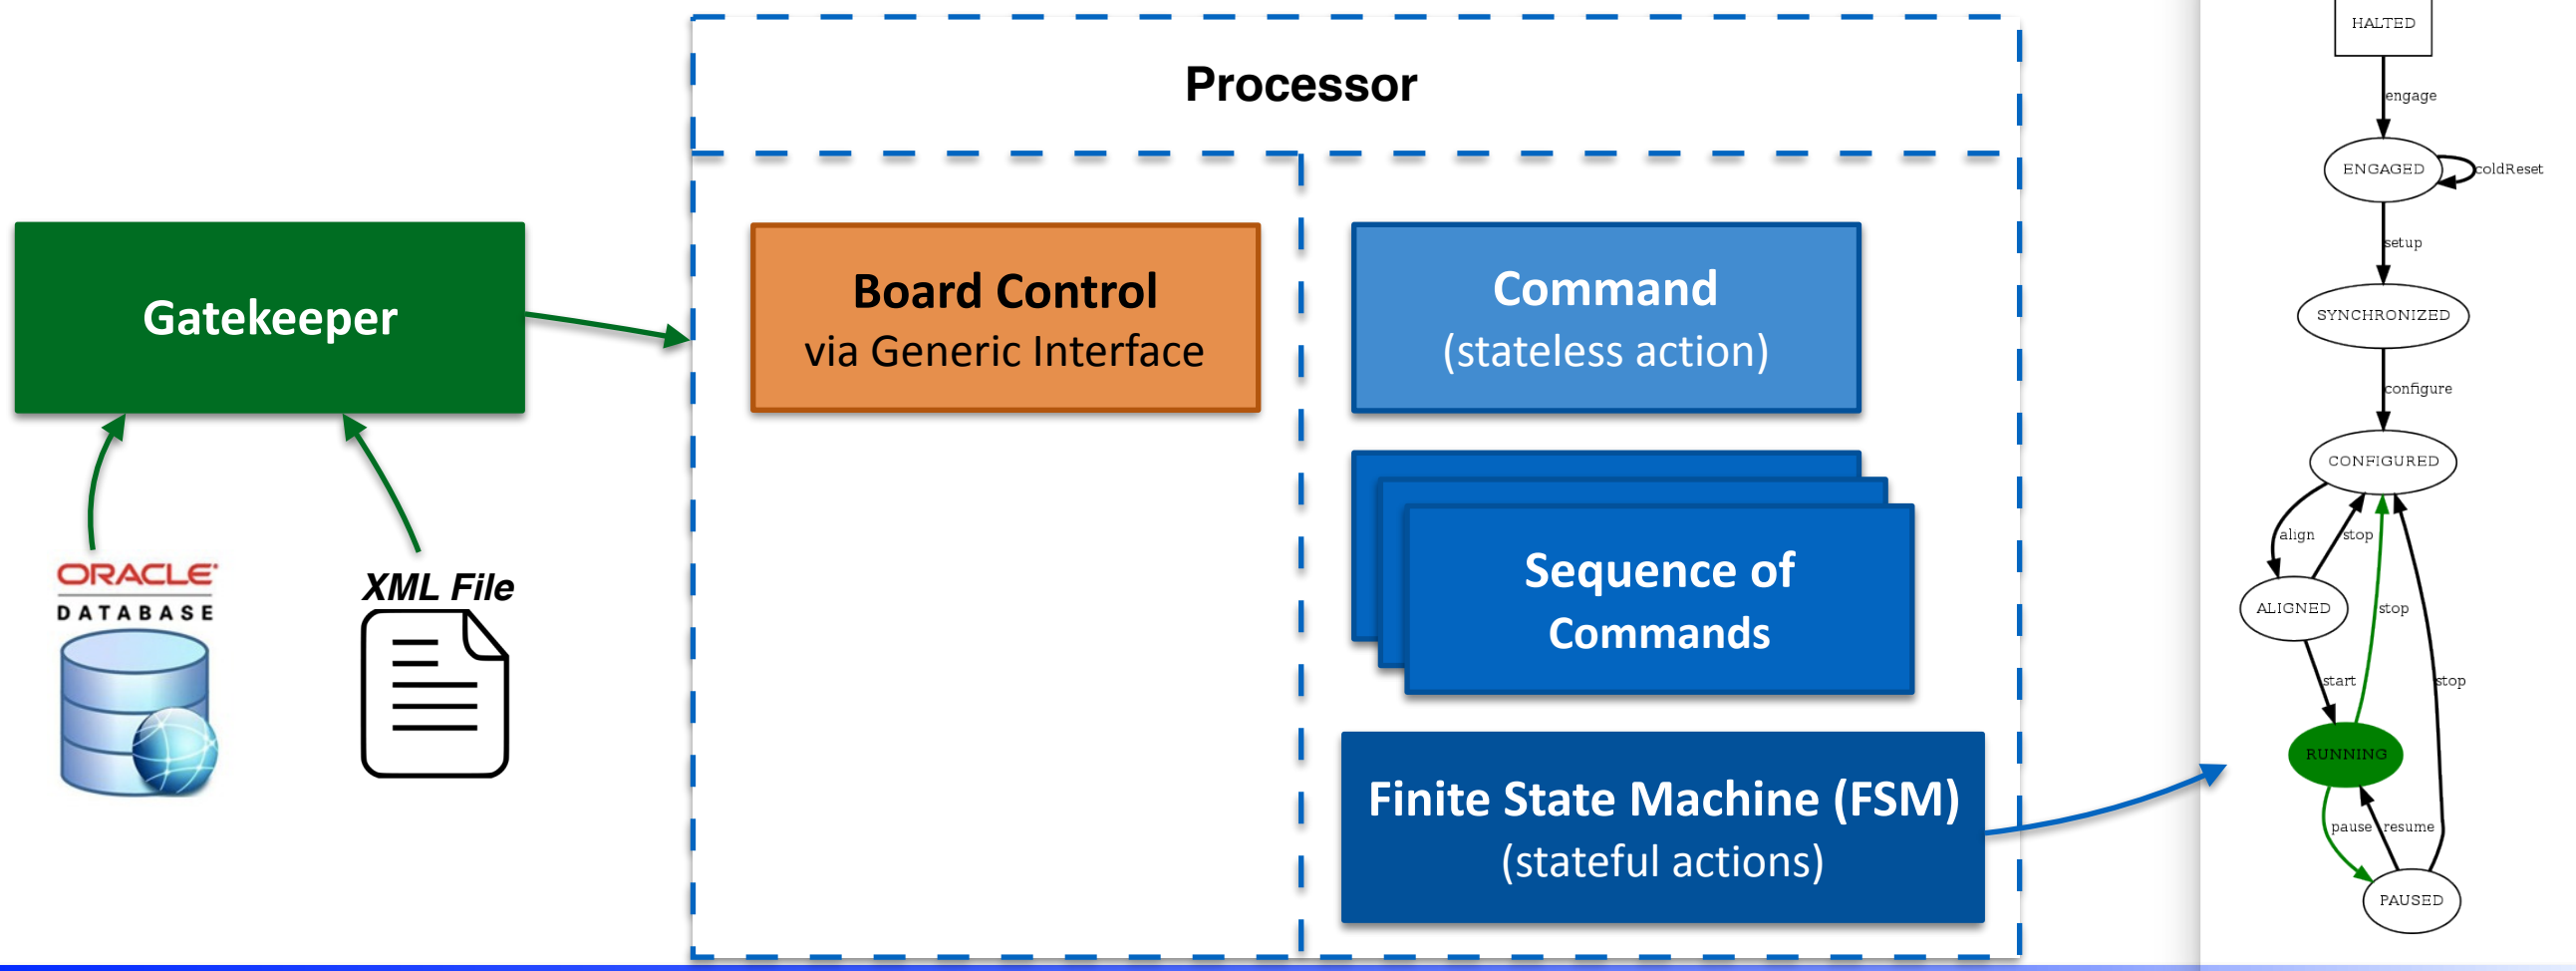 Processor
Gatekeeper
Board Control
via Generic Interface
Command
(stateless action)
Sequence of
Commands
Finite State Machine (FSM)
(stateful actions)
ORACLE
DATABASE
XML File
HALTED
engage
ENGAGED
coldReset
setup
SYNCHRONIZED
configure
CONFIGURED
align
stop
ALIGNED
stop
start
stop
RUNNING
pause
resume
PAUSED